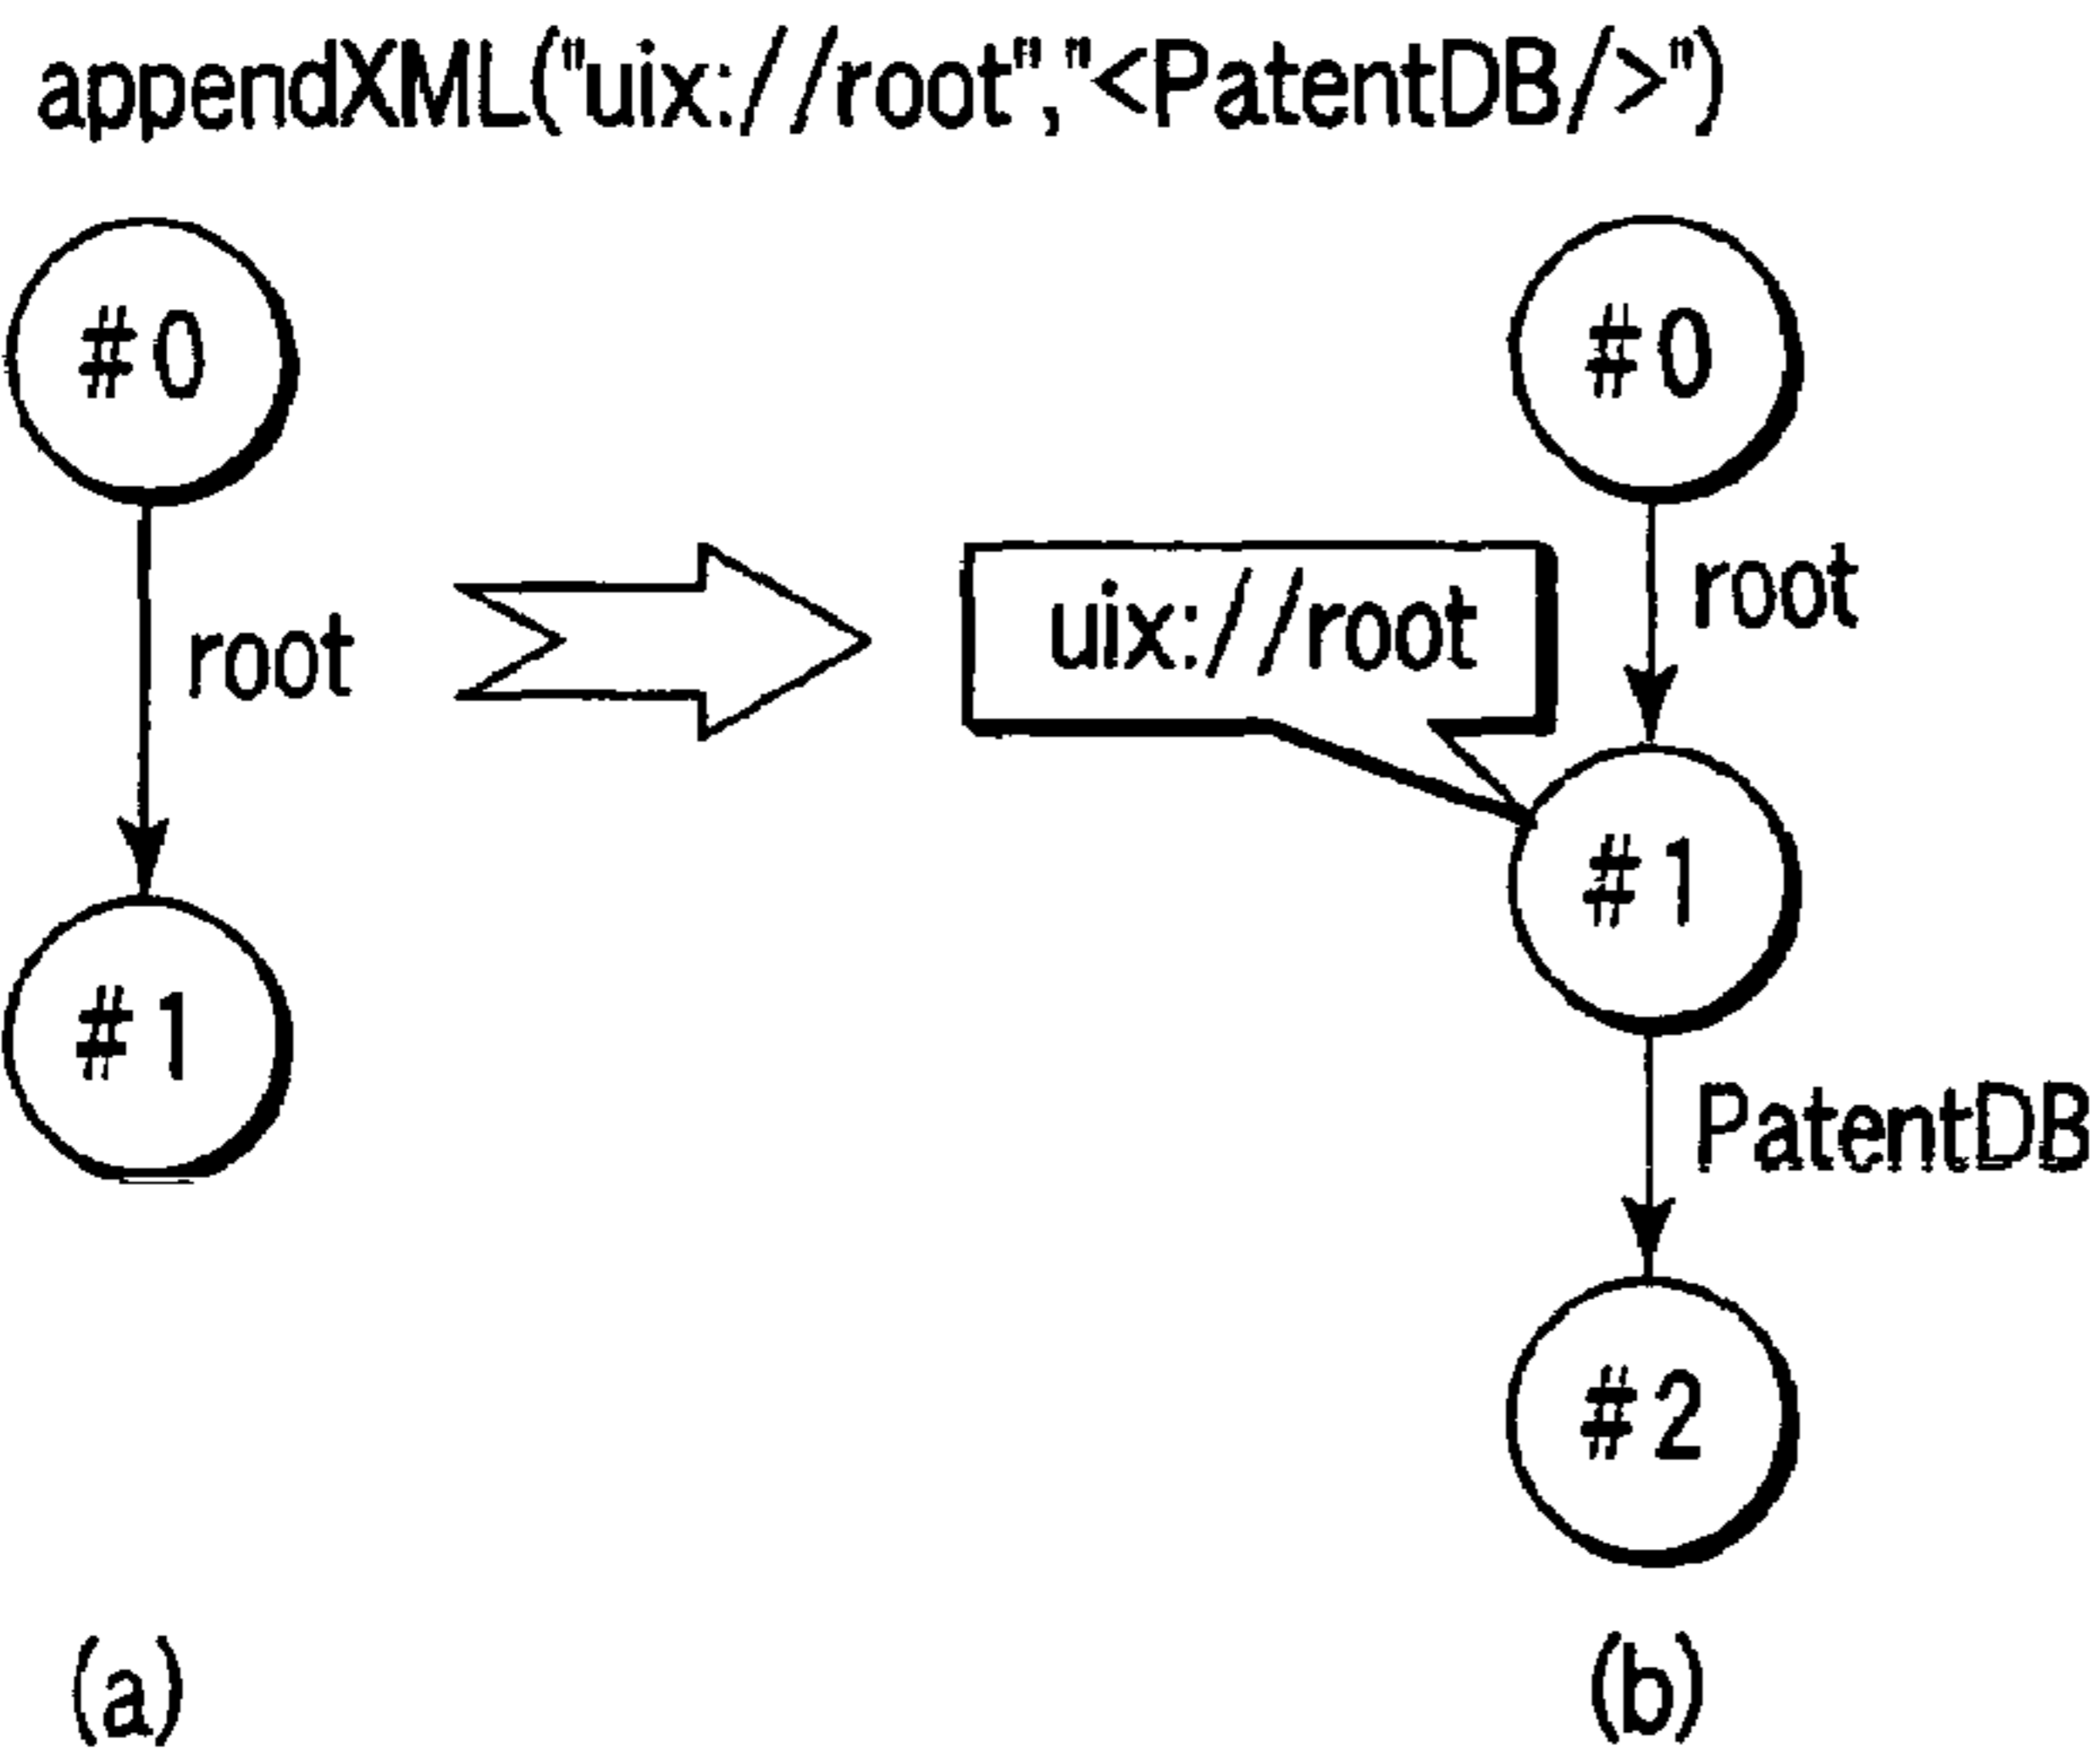 appendXML("uix://root","<PatentDB/>")
#0
root
#1
#0
root
uix://root
#1
PatentDB
#2
(a)
(b)